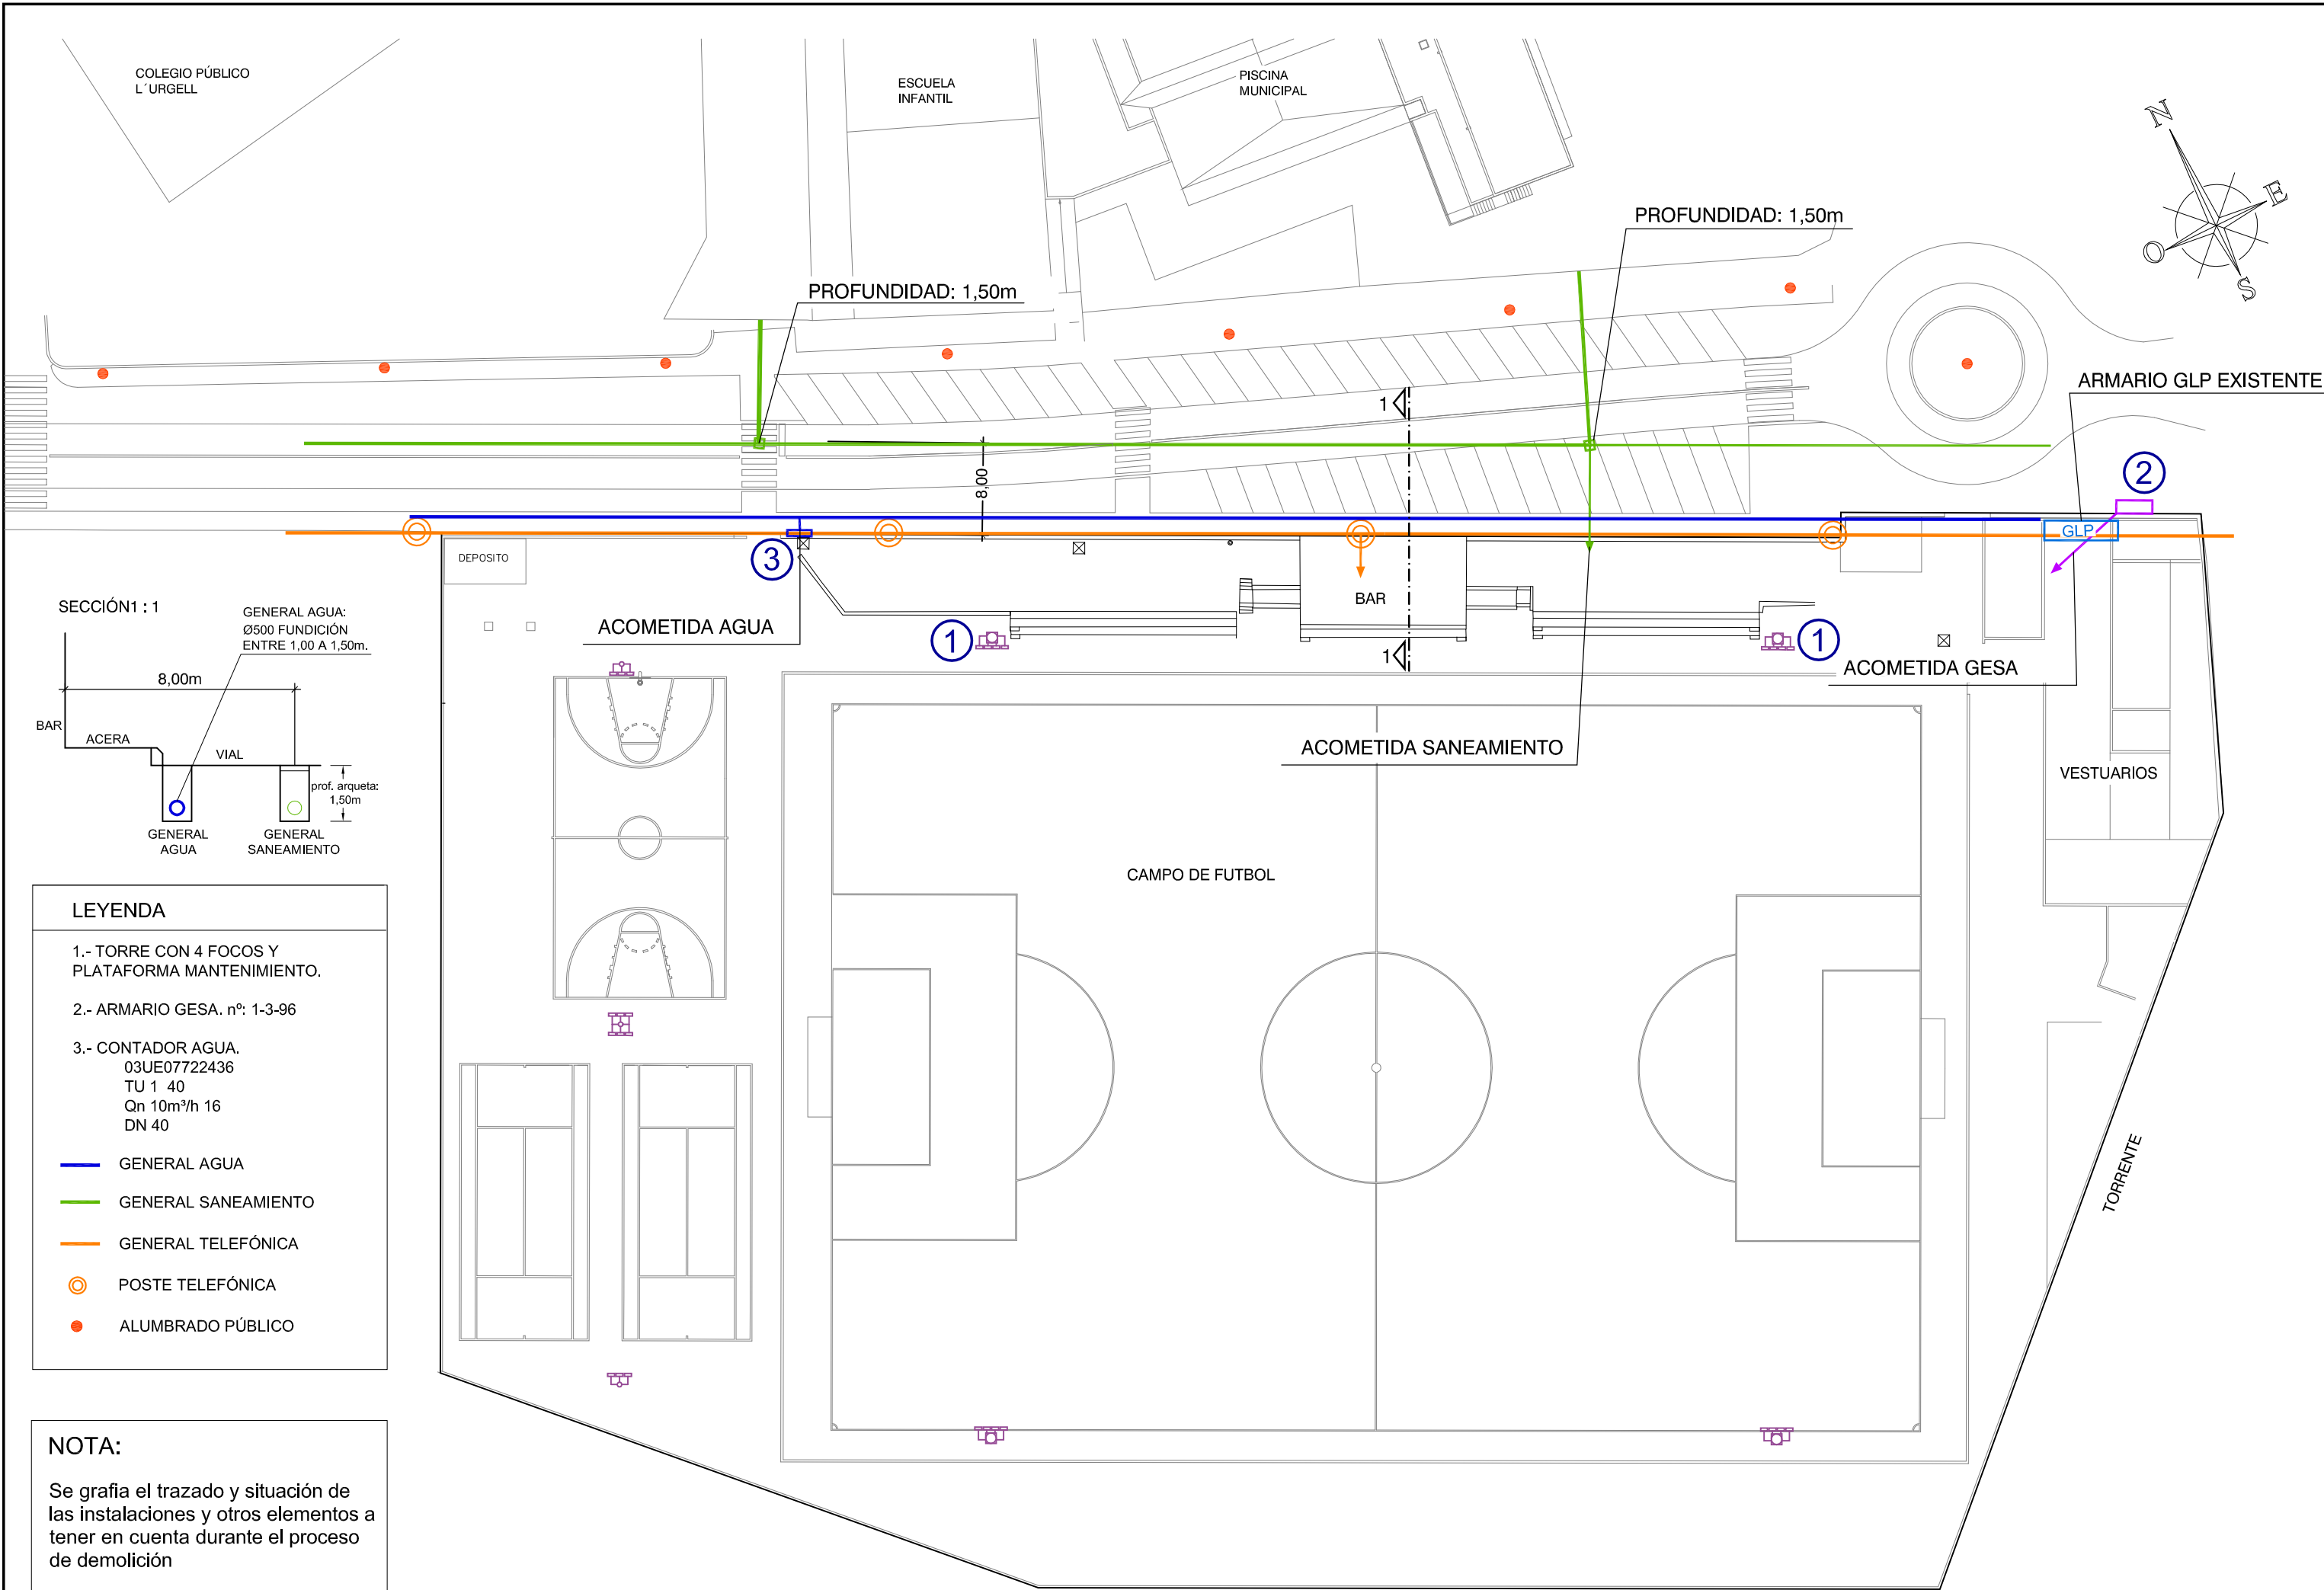 COLEGIO PÚBLICO
L´URGELL
ESCUELA
INFANTIL
PISCINA
MUNICIPAL
N
E
O
S
PROFUNDIDAD: 1,50m
PROFUNDIDAD: 1,50m
ARMARIO GLP EXISTENTE
1
8,00
2
GLP
3
DEPOSITO
BAR
ACOMETIDA AGUA
1
1
1
ACOMETIDA GESA
ACOMETIDA SANEAMIENTO
VESTUARIOS
CAMPO DE FUTBOL
TORRENTE
SECCIÓN1 : 1
GENERAL AGUA:
Ø500 FUNDICIÓN
ENTRE 1,00 A 1,50m.
8,00m
BAR
ACERA
VIAL
prof. arqueta:
1,50m
GENERAL
AGUA
GENERAL
SANEAMIENTO
LEYENDA
1.- TORRE CON 4 FOCOS Y
PLATAFORMA MANTENIMIENTO.
2.- ARMARIO GESA. nº: 1-3-96
3.- CONTADOR AGUA.
03UE07722436
TU 1 40
Qn 10m³/h 16
DN 40
GENERAL AGUA
GENERAL SANEAMIENTO
GENERAL TELEFÓNICA
POSTE TELEFÓNICA
ALUMBRADO PÚBLICO
NOTA:
Se grafia el trazado y situación de
las instalaciones y otros elementos a
tener en cuenta durante el proceso
de demolición